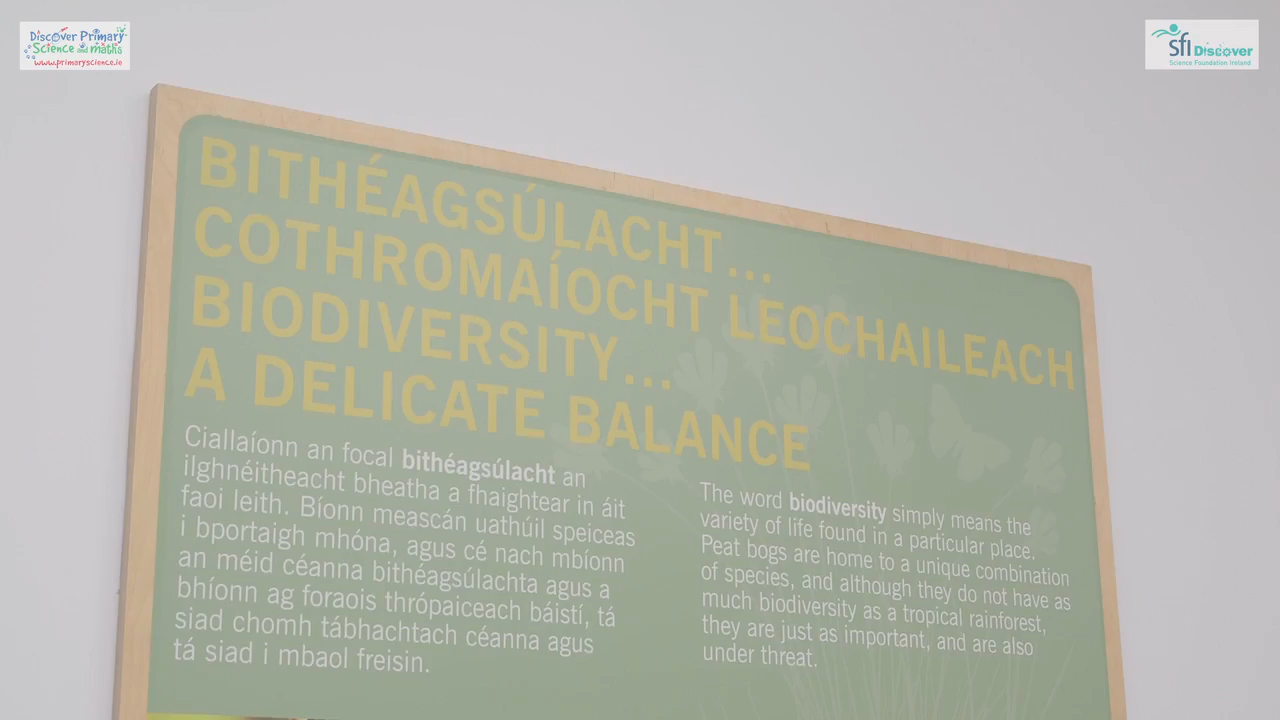 Discover Primary
Science and maths
www.primaryscience.ie
sfi Discover
Science Foundation Ireland
BITHÉAGSÚLACHT...
COTHROMAÍOCHT LEOCHAILEACH
BIODIVERSITY...
A DELICATE BALANCE
Ciallaíonn an focal bithéagsúlacht an
ilghnéitheacht bheatha a fhaightear in áit
faoi leith. Bíonn meascán uathúil speiceas
i bportaigh mhóna, agus cé nach mbíonn
an méid céanna bithéagsúlachta agus a
bhíonn ag foraois thrópaiceach báistí, tá
siad chomh tábhachtach céanna agus
tá siad i mbaol freisin.
The word biodiversity simply means the
variety of life found in a particular place.
Peat bogs are home to a unique combination
of species, and although they do not have as
much biodiversity as a tropical rainforest,
they are just as important, and are also
under threat.